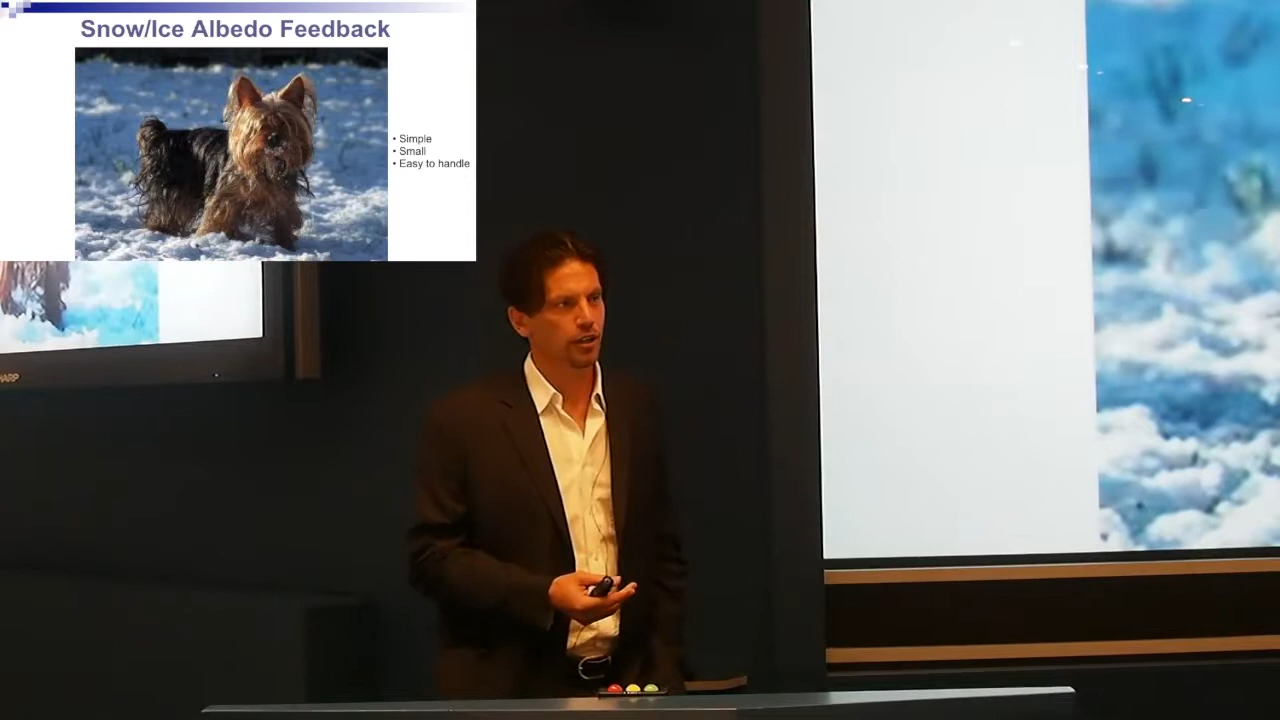 Snow/Ice Albedo Feedback
• Simple
• Small
• Easy to handle